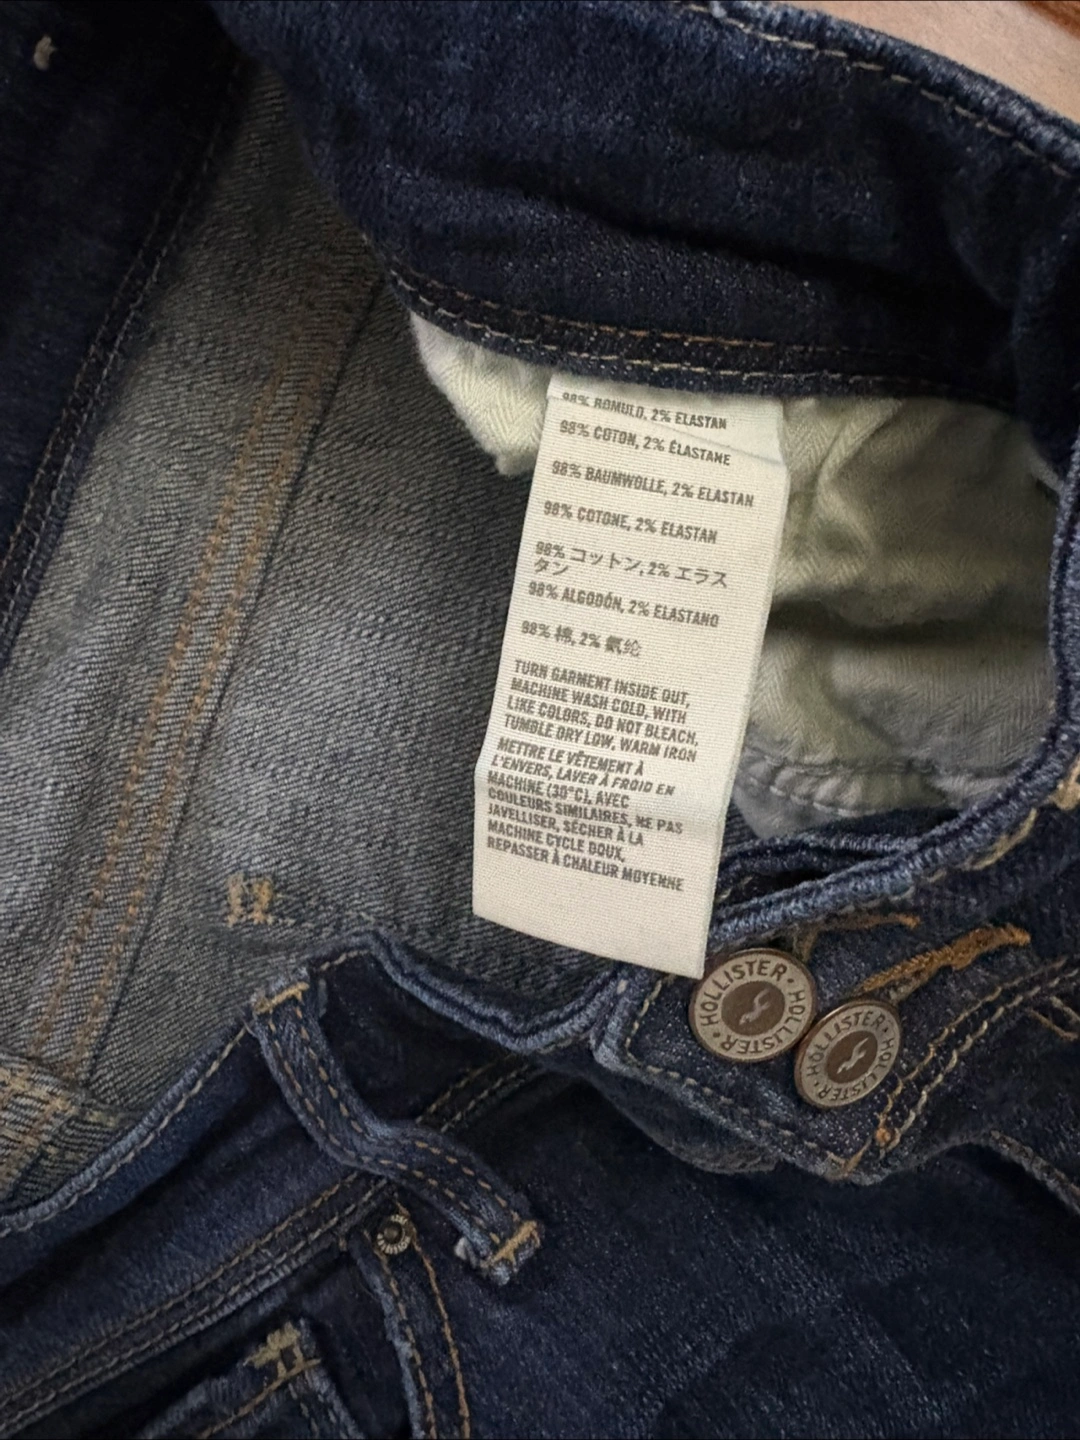 98% ROMULO, 2% ELASTAN
98% COTON, 2% ÉLASTANE
98% BAUMWOLLE, 2% ELASTAN
98% COTONE, 2% ELASTAN
98% コットン, 2% エラス
タン
98% ALGODÓN, 2% ELASTANO
98% 棉, 2% 氨纶
TURN GARMENT INSIDE OUT,
MACHINE WASH COLD, WITH
LIKE COLORS, DO NOT BLEACH,
TUMBLE DRY LOW, WARM IRON
METTRE LE VÊTEMENT À
L'ENVERS, LAVER À FROID EN
MACHINE (30°C), AVEC
COULEURS SIMILAIRES, NE PAS
JAVELLISER, SÉCHER À LA
MACHINE CYCLE DOUX,
REPASSER À CHALEUR MOYENNE
HOLLISTER · HOLLISTER ·
HOLLISTER · HOLLISTER ·